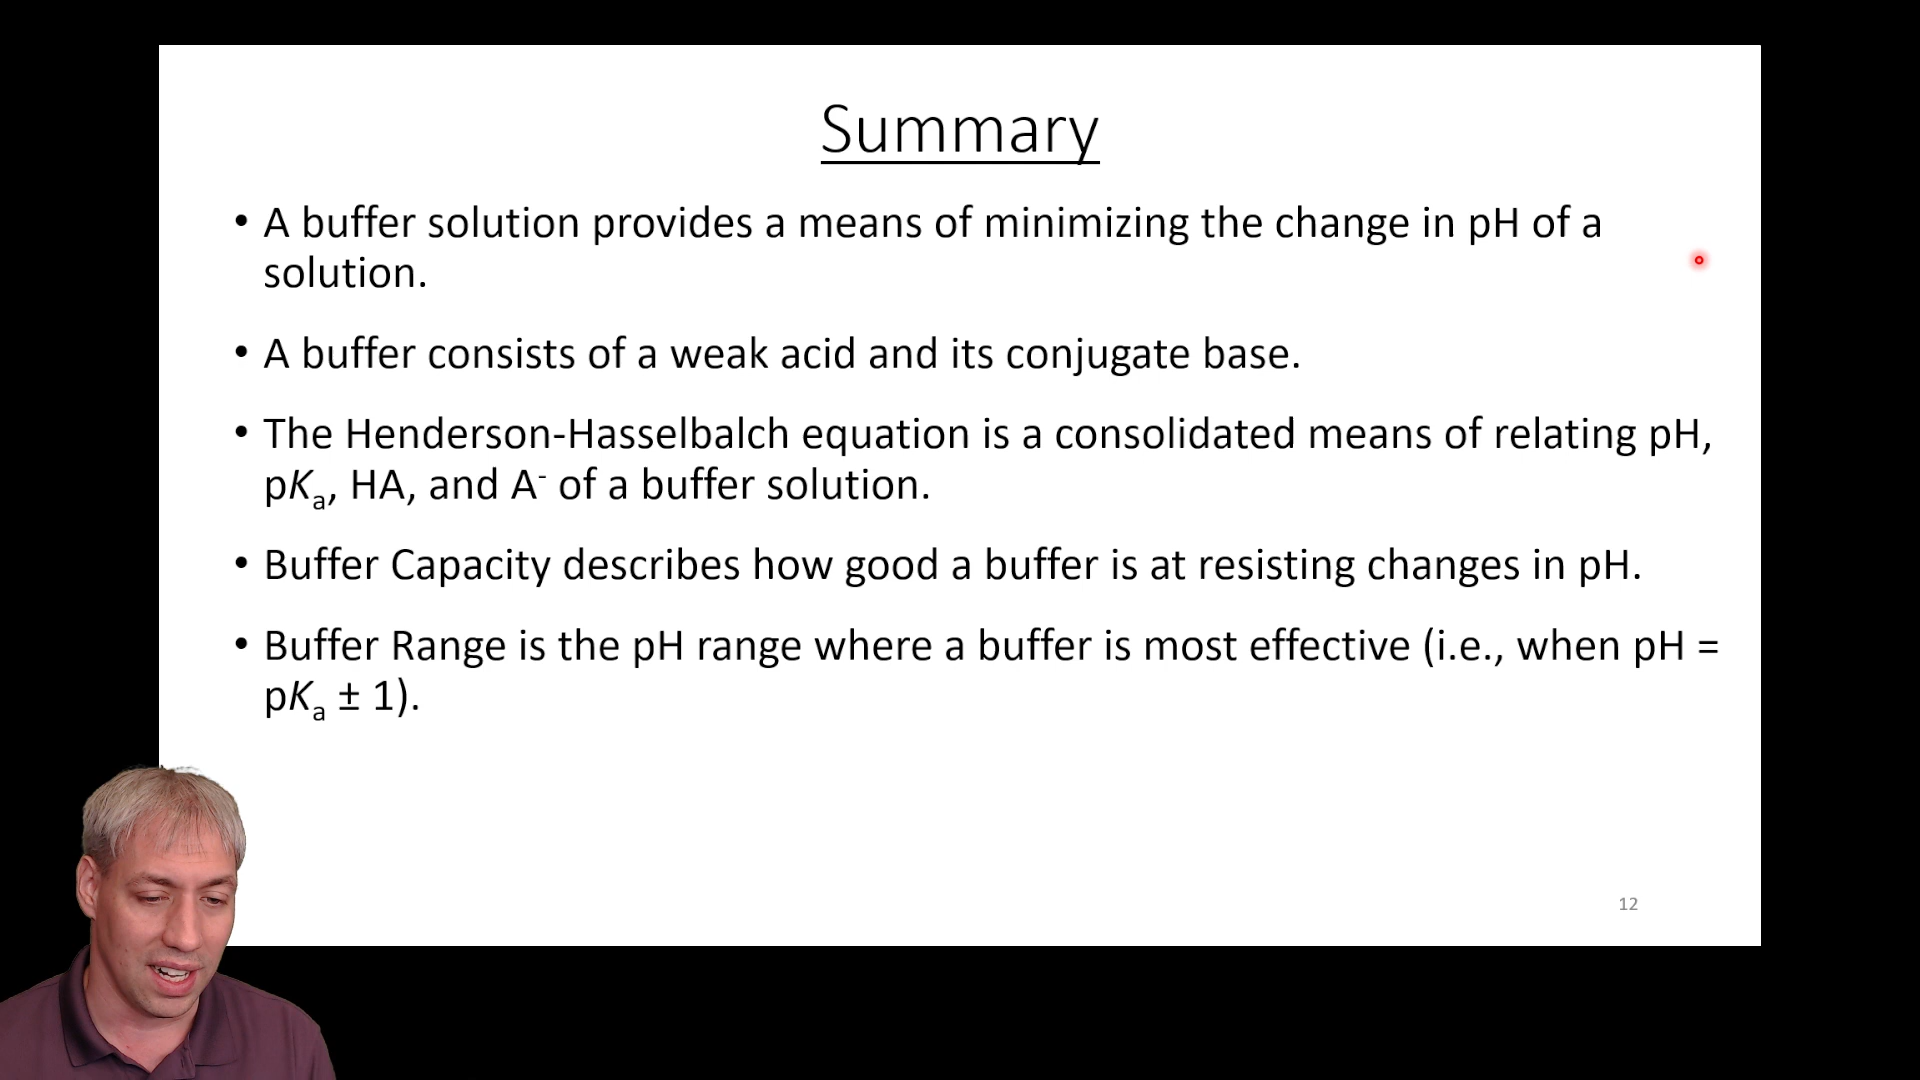 Summary
• A buffer solution provides a means of minimizing the change in pH of a
solution.
• A buffer consists of a weak acid and its conjugate base.
• The Henderson-Hasselbalch equation is a consolidated means of relating pH,
pKₐ, HA, and A⁻ of a buffer solution.
• Buffer Capacity describes how good a buffer is at resisting changes in pH.
• Buffer Range is the pH range where a buffer is most effective (i.e., when pH =
pKₐ ± 1).
12